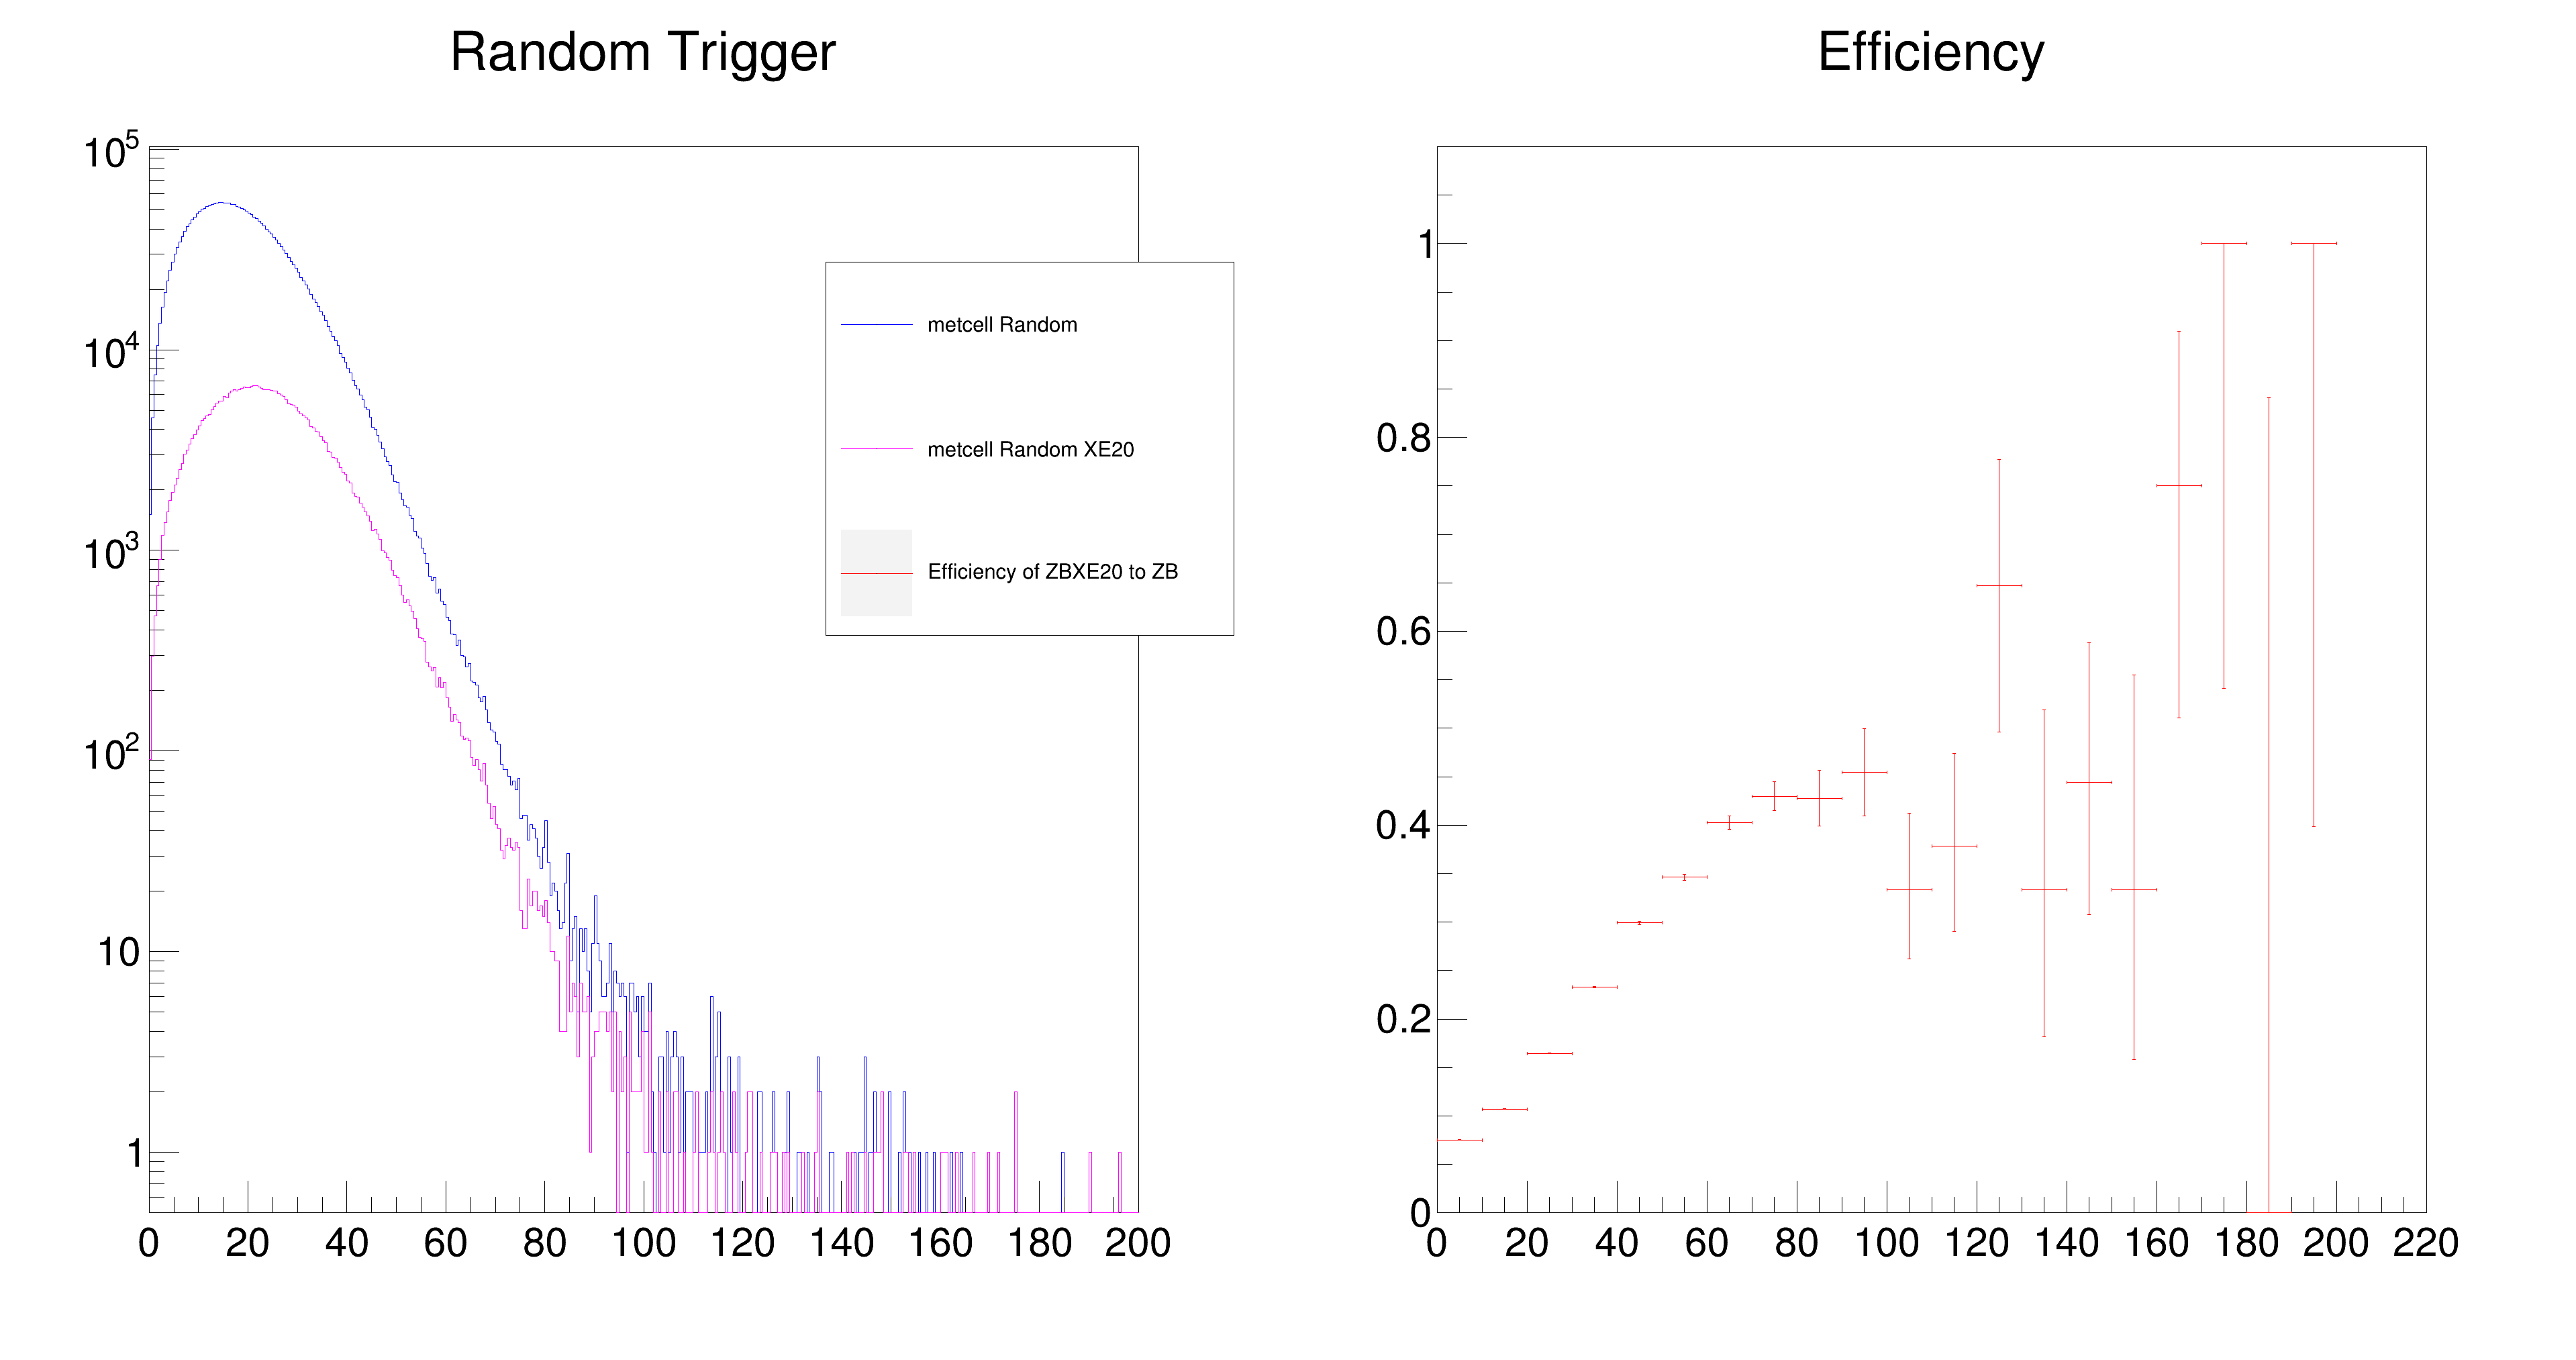 Random Trigger
10^5
10^4
10^3
10^2
10
1
0 20 40 60 80 100 120 140 160 180 200
metcell Random
metcell Random XE20
Efficiency of ZBXE20 to ZB
Efficiency
1
0.8
0.6
0.4
0.2
0
0 20 40 60 80 100 120 140 160 180 200 220